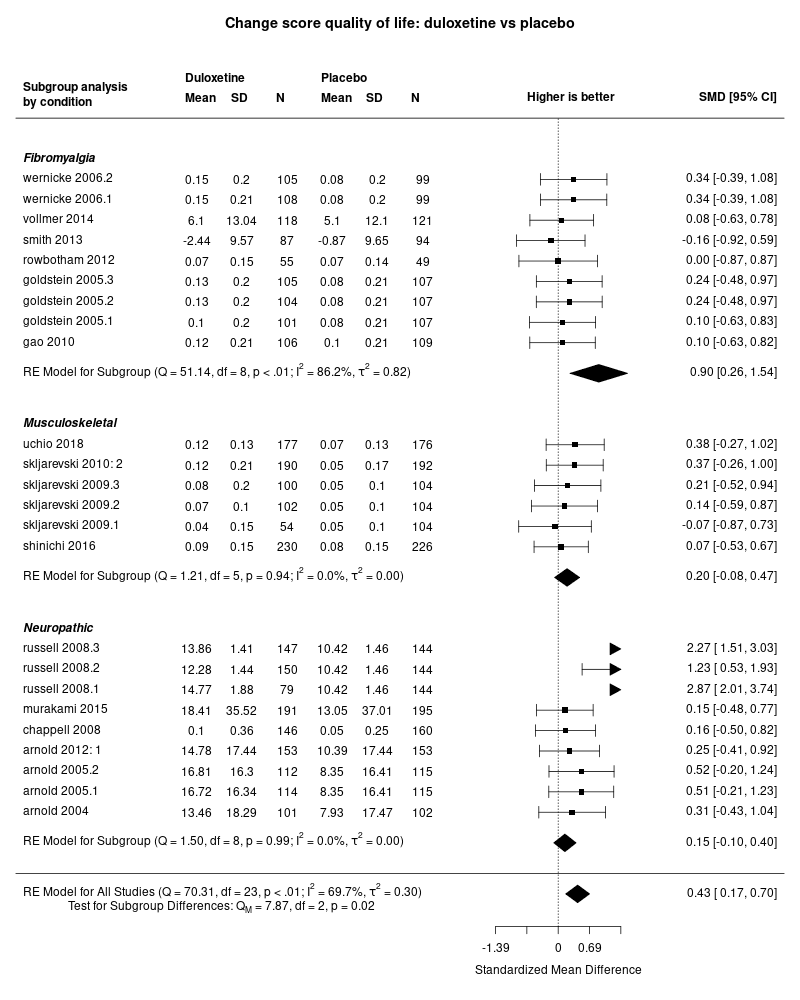 Change score quality of life: duloxetine vs placebo
Duloxetine Placebo
Subgroup analysis by condition Mean SD N Mean SD N Higher is better SMD [95% CI]
Fibromyalgia
wernicke 2006.2 0.15 0.2 105 0.08 0.2 99 0.34 [-0.39, 1.08]
wernicke 2006.1 0.15 0.21 108 0.08 0.2 99 0.34 [-0.39, 1.08]
vollmer 2014 6.1 13.04 118 5.1 12.1 121 0.08 [-0.63, 0.78]
smith 2013 -2.44 9.57 87 -0.87 9.65 94 -0.16 [-0.92, 0.59]
rowbotham 2012 0.07 0.15 55 0.07 0.14 49 0.00 [-0.87, 0.87]
goldstein 2005.3 0.13 0.2 105 0.08 0.21 107 0.24 [-0.48, 0.97]
goldstein 2005.2 0.13 0.2 104 0.08 0.21 107 0.24 [-0.48, 0.97]
goldstein 2005.1 0.1 0.2 101 0.08 0.21 107 0.10 [-0.63, 0.83]
gao 2010 0.12 0.21 106 0.1 0.21 109 0.10 [-0.63, 0.82]
RE Model for Subgroup (Q = 51.14, df = 8, p < .01; I² = 86.2%, τ² = 0.82) 0.90 [0.26, 1.54]
Musculoskeletal
uchio 2018 0.12 0.13 177 0.07 0.13 176 0.38 [-0.27, 1.02]
skljarevski 2010: 2 0.12 0.21 190 0.05 0.17 192 0.37 [-0.26, 1.00]
skljarevski 2009.3 0.08 0.2 100 0.05 0.1 104 0.21 [-0.52, 0.94]
skljarevski 2009.2 0.07 0.1 102 0.05 0.1 104 0.14 [-0.59, 0.87]
skljarevski 2009.1 0.04 0.15 54 0.05 0.1 104 -0.07 [-0.87, 0.73]
shinichi 2016 0.09 0.15 230 0.08 0.15 226 0.07 [-0.53, 0.67]
RE Model for Subgroup (Q = 1.21, df = 5, p = 0.94; I² = 0.0%, τ² = 0.00) 0.20 [-0.08, 0.47]
Neuropathic
russell 2008.3 13.86 1.41 147 10.42 1.46 144 2.27 [ 1.51, 3.03]
russell 2008.2 12.28 1.44 150 10.42 1.46 144 1.23 [ 0.53, 1.93]
russell 2008.1 14.77 1.88 79 10.42 1.46 144 2.87 [ 2.01, 3.74]
murakami 2015 18.41 35.52 191 13.05 37.01 195 0.15 [-0.48, 0.77]
chappell 2008 0.1 0.36 146 0.05 0.25 160 0.16 [-0.50, 0.82]
arnold 2012: 1 14.78 17.44 153 10.39 17.44 153 0.25 [-0.41, 0.92]
arnold 2005.2 16.81 16.3 112 8.35 16.41 115 0.52 [-0.20, 1.24]
arnold 2005.1 16.72 16.34 114 8.35 16.41 115 0.51 [-0.21, 1.23]
arnold 2004 13.46 18.29 101 7.93 17.47 102 0.31 [-0.43, 1.04]
RE Model for Subgroup (Q = 1.50, df = 8, p = 0.99; I² = 0.0%, τ² = 0.00) 0.15 [-0.10, 0.40]
RE Model for All Studies (Q = 70.31, df = 23, p < .01; I² = 69.7%, τ² = 0.30) 0.43 [ 0.17, 0.70]
Test for Subgroup Differences: Q_M = 7.87, df = 2, p = 0.02
-1.39 0 0.69
Standardized Mean Difference